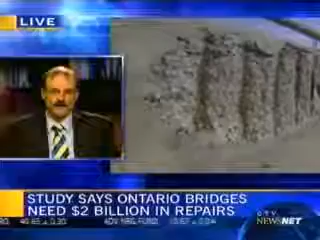 LIVE
STUDY SAYS ONTARIO BRIDGES
NEED $2 BILLION IN REPAIRS
CTV
NEWSNET